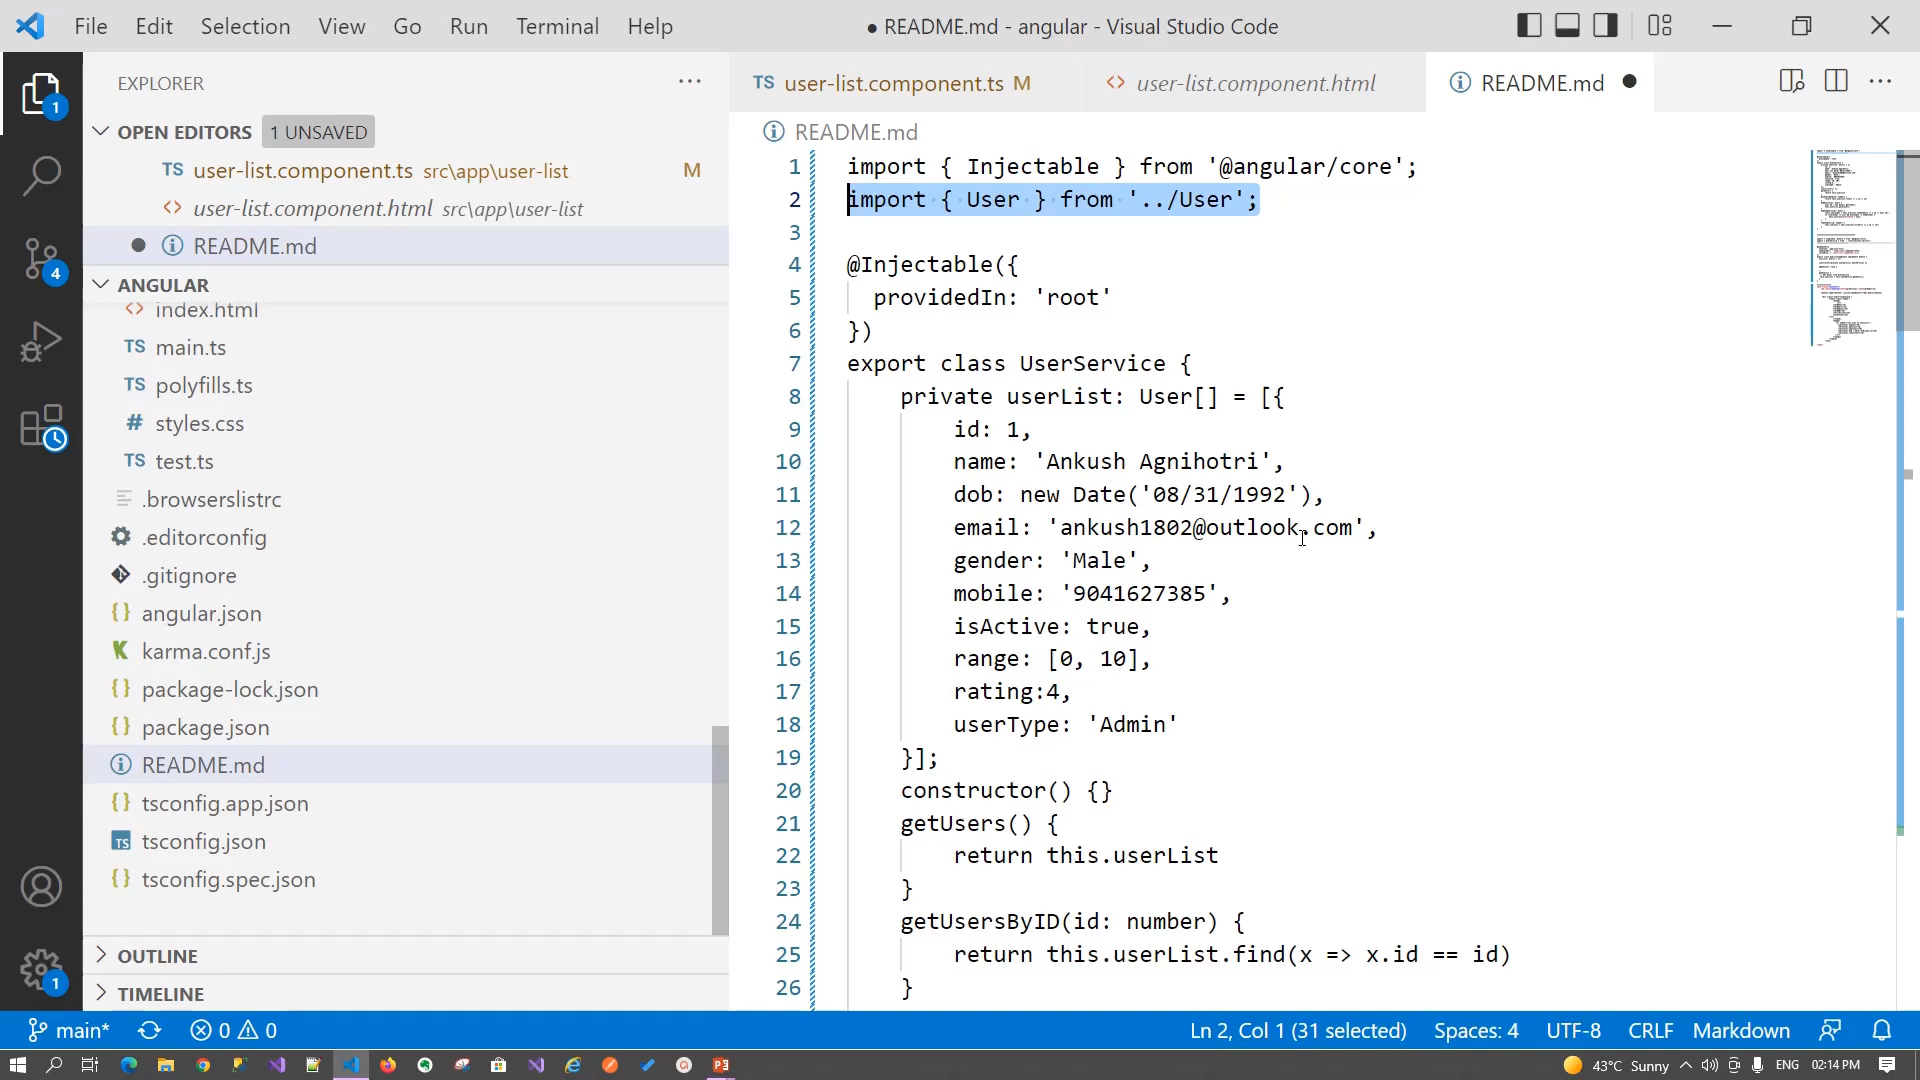 File Edit Selection View Go Run Terminal Help
● README.md - angular - Visual Studio Code
EXPLORER
OPEN EDITORS 1 UNSAVED
TS user-list.component.ts src\app\user-list M
<> user-list.component.html src\app\user-list
README.md
ANGULAR
<> index.html
TS main.ts
TS polyfills.ts
# styles.css
TS test.ts
.browserslistrc
.editorconfig
.gitignore
{} angular.json
karma.conf.js
{} package-lock.json
{} package.json
README.md
{} tsconfig.app.json
TS tsconfig.json
{} tsconfig.spec.json
OUTLINE
TIMELINE
1
4
1
TS user-list.component.ts M
<> user-list.component.html
README.md
README.md
1 import { Injectable } from '@angular/core';
2 import { User } from '../User';
3
4 @Injectable({
5 providedIn: 'root'
6 })
7 export class UserService {
8 private userList: User[] = [{
9 id: 1,
10 name: 'Ankush Agnihotri',
11 dob: new Date('08/31/1992'),
12 email: 'ankush1802@outlook.com',
13 gender: 'Male',
14 mobile: '9041627385',
15 isActive: true,
16 range: [0, 10],
17 rating:4,
18 userType: 'Admin'
19 }];
20 constructor() {}
21 getUsers() {
22 return this.userList
23 }
24 getUsersByID(id: number) {
25 return this.userList.find(x => x.id == id)
26 }
main* 0 0
Ln 2, Col 1 (31 selected) Spaces: 4 UTF-8 CRLF Markdown
43°C Sunny ENG 02:14 PM